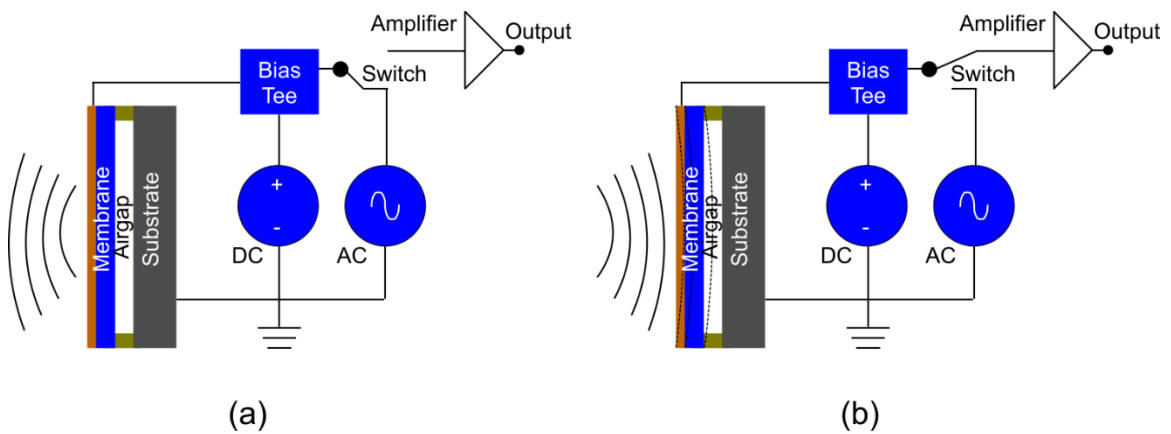 Amplifier
Output
Bias
Tee
Switch
Membrane
Airgap
Substrate
+
-
DC
AC
(a)
Amplifier
Output
Bias
Tee
Switch
Membrane
Airgap
Substrate
+
-
DC
AC
(b)